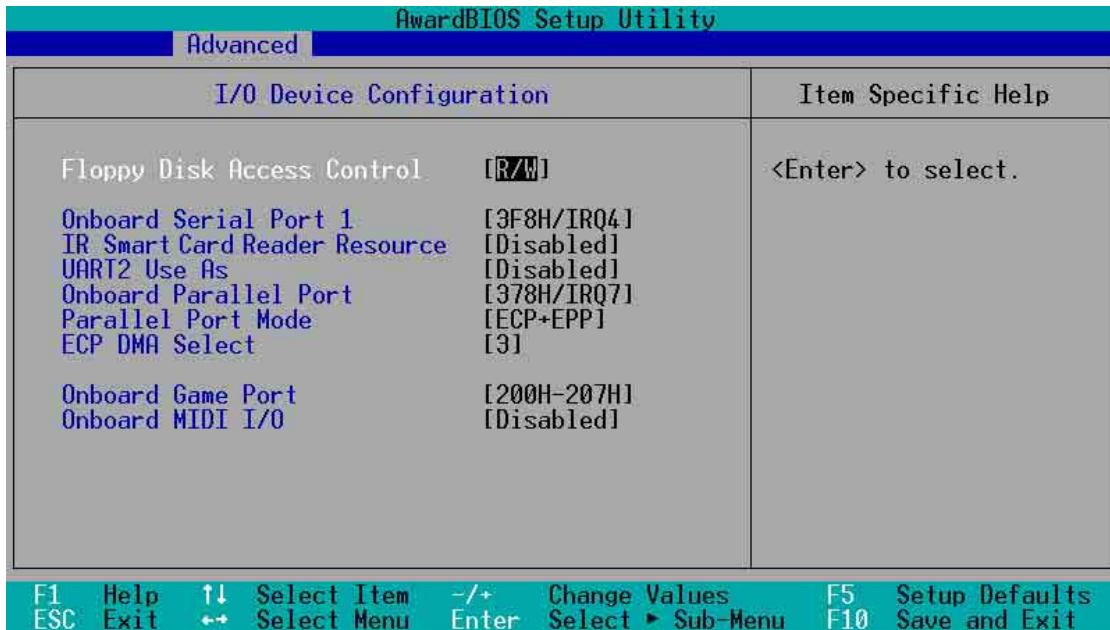 AwardBIOS Setup Utility
Advanced
I/O Device Configuration
Item Specific Help
Floppy Disk Access Control [R/W]
Onboard Serial Port 1 [3F8H/IRQ4]
IR Smart Card Reader Resource [Disabled]
UART2 Use As [Disabled]
Onboard Parallel Port [378H/IRQ7]
Parallel Port Mode [ECP+EPP]
ECP DMA Select [3]
Onboard Game Port [200H-207H]
Onboard MIDI I/O [Disabled]
<Enter> to select.
F1 Help ↑↓ Select Item -/+ Change Values F5 Setup Defaults
ESC Exit ←→ Select Menu Enter Select ► Sub-Menu F10 Save and Exit